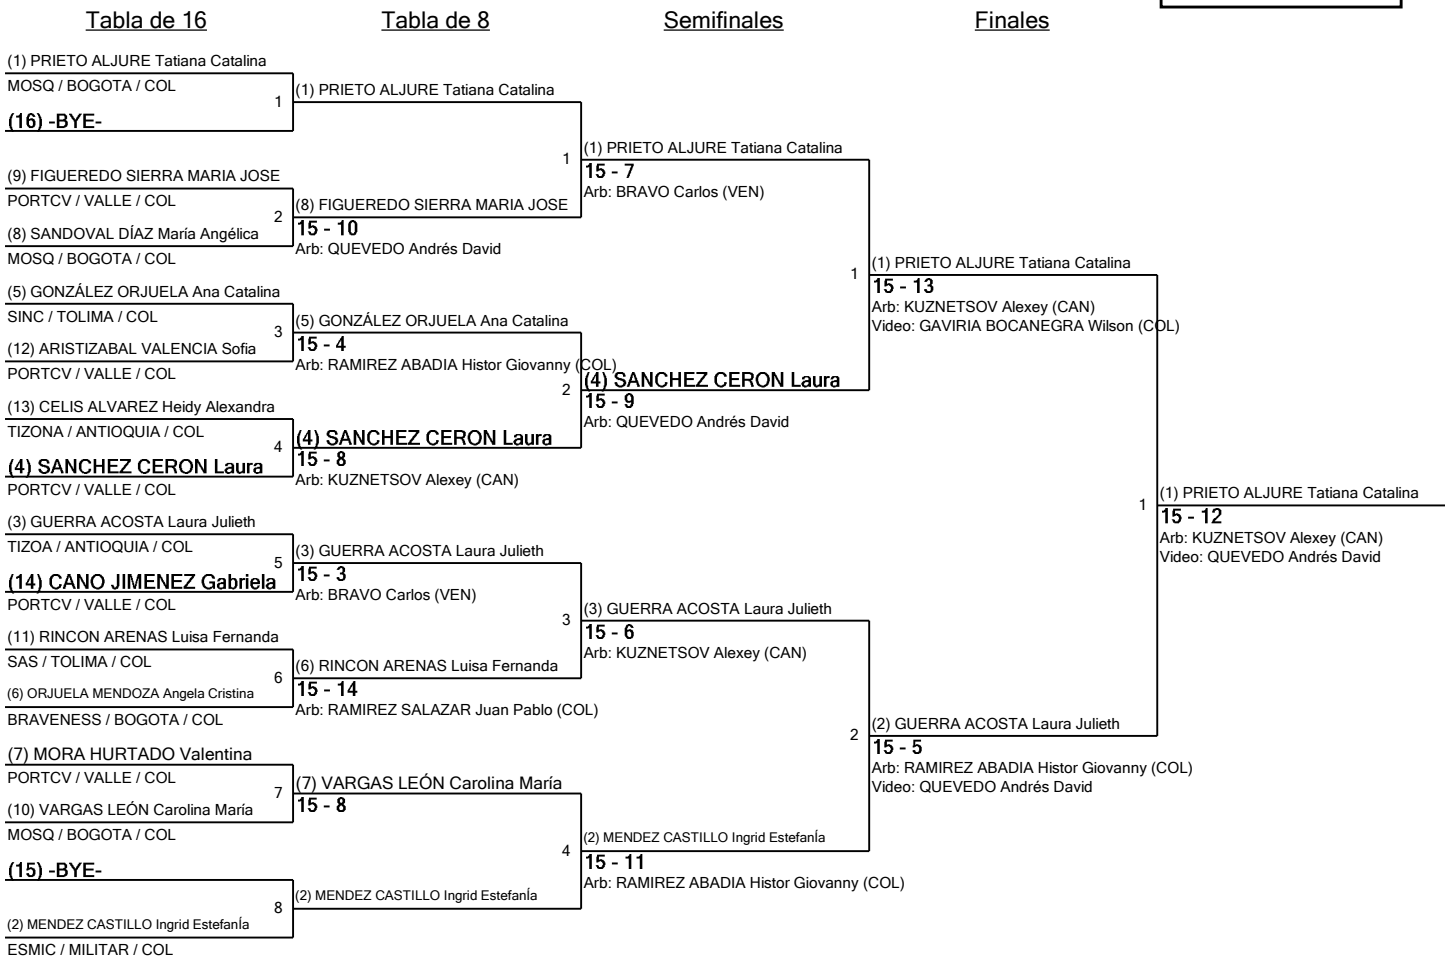 Tabla de 16
Tabla de 8
Semifinales
Finales
(1) PRIETO ALJURE Tatiana Catalina
MOSQ / BOGOTA / COL
1
(16) -BYE-
(9) FIGUEREDO SIERRA MARIA JOSE
PORTCV / VALLE / COL
2
(8) SANDOVAL DÍAZ María Angélica
MOSQ / BOGOTA / COL
(5) GONZÁLEZ ORJUELA Ana Catalina
SINC / TOLIMA / COL
3
(12) ARISTIZABAL VALENCIA Sofia
PORTCV / VALLE / COL
(13) CELIS ALVAREZ Heidy Alexandra
TIZONA / ANTIOQUIA / COL
4
(4) SANCHEZ CERON Laura
PORTCV / VALLE / COL
(3) GUERRA ACOSTA Laura Julieth
TIZOA / ANTIOQUIA / COL
5
(14) CANO JIMENEZ Gabriela
PORTCV / VALLE / COL
(11) RINCON ARENAS Luisa Fernanda
SAS / TOLIMA / COL
6
(6) ORJUELA MENDOZA Angela Cristina
BRAVENESS / BOGOTA / COL
(7) MORA HURTADO Valentina
PORTCV / VALLE / COL
7
(10) VARGAS LEÓN Carolina María
MOSQ / BOGOTA / COL
(15) -BYE-
8
(2) MENDEZ CASTILLO Ingrid EstefanÍa
ESMIC / MILITAR / COL
(1) PRIETO ALJURE Tatiana Catalina
1
(8) FIGUEREDO SIERRA MARIA JOSE
15 - 10
Arb: QUEVEDO Andrés David
(5) GONZÁLEZ ORJUELA Ana Catalina
15 - 4
Arb: RAMIREZ ABADIA Histor Giovanny (COL)
2
(4) SANCHEZ CERON Laura
15 - 8
Arb: KUZNETSOV Alexey (CAN)
(3) GUERRA ACOSTA Laura Julieth
15 - 3
Arb: BRAVO Carlos (VEN)
3
(6) RINCON ARENAS Luisa Fernanda
15 - 14
Arb: RAMIREZ SALAZAR Juan Pablo (COL)
(7) VARGAS LEÓN Carolina María
15 - 8
4
(2) MENDEZ CASTILLO Ingrid EstefanÍa
(1) PRIETO ALJURE Tatiana Catalina
15 - 7
Arb: BRAVO Carlos (VEN)
1
(4) SANCHEZ CERON Laura
15 - 9
Arb: QUEVEDO Andrés David
(3) GUERRA ACOSTA Laura Julieth
15 - 6
Arb: KUZNETSOV Alexey (CAN)
2
(2) MENDEZ CASTILLO Ingrid EstefanÍa
15 - 11
Arb: RAMIREZ ABADIA Histor Giovanny (COL)
(1) PRIETO ALJURE Tatiana Catalina
15 - 13
Arb: KUZNETSOV Alexey (CAN)
Video: GAVIRIA BOCANEGRA Wilson (COL)
1
(2) GUERRA ACOSTA Laura Julieth
15 - 5
Arb: RAMIREZ ABADIA Histor Giovanny (COL)
Video: QUEVEDO Andrés David
(1) PRIETO ALJURE Tatiana Catalina
15 - 12
Arb: KUZNETSOV Alexey (CAN)
Video: QUEVEDO Andrés David